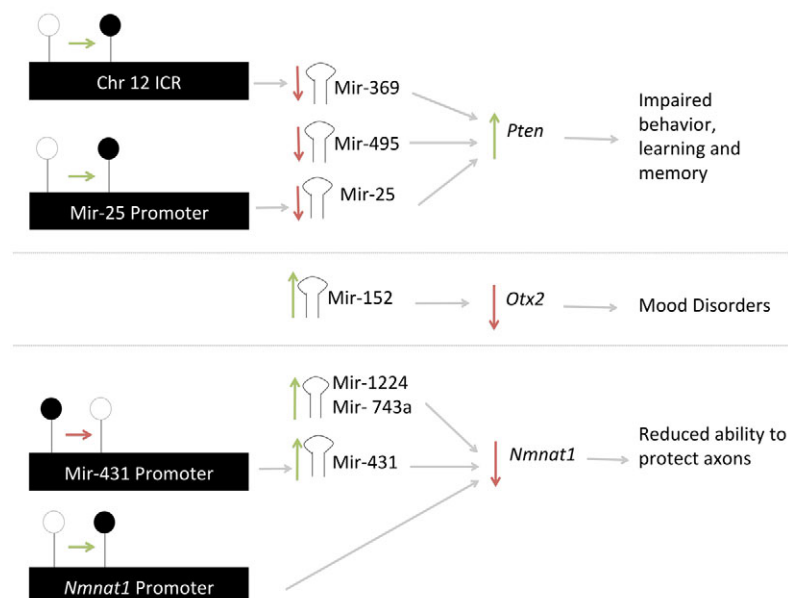 Chr 12 ICR
Mir-369
Mir-495
Mir-25 Promoter
Mir-25
Pten
Impaired
behavior,
learning and
memory
Mir-152
Otx2
Mood Disorders
Mir-1224
Mir- 743a
Mir-431 Promoter
Mir-431
Nmnat1
Reduced ability to
protect axons
Nmnat1 Promoter